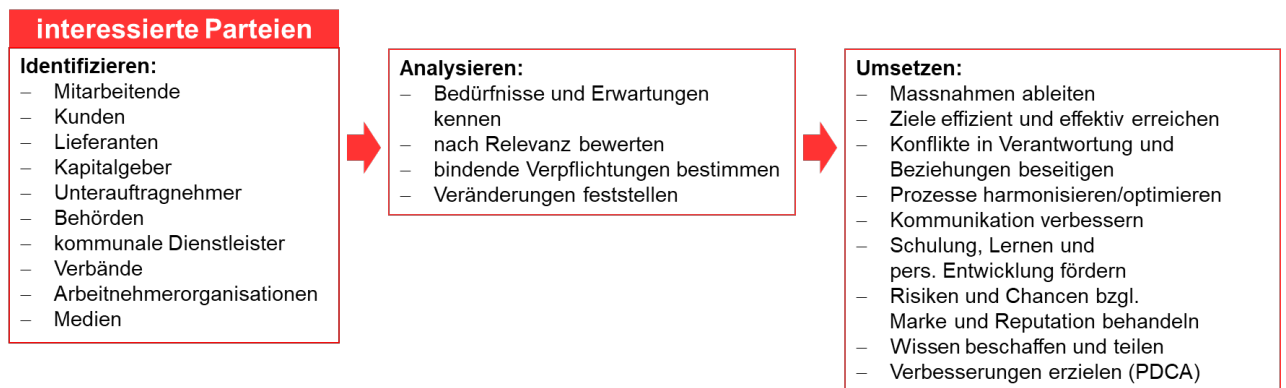 interessierte Parteien
Identifizieren:
– Mitarbeitende
– Kunden
– Lieferanten
– Kapitalgeber
– Unterauftragnehmer
– Behörden
– kommunale Dienstleister
– Verbände
– Arbeitnehmerorganisationen
– Medien
Analysieren:
– Bedürfnisse und Erwartungen
kennen
– nach Relevanz bewerten
– bindende Verpflichtungen bestimmen
– Veränderungen feststellen
Umsetzen:
– Massnahmen ableiten
– Ziele effizient und effektiv erreichen
– Konflikte in Verantwortung und
Beziehungen beseitigen
– Prozesse harmonisieren/optimieren
– Kommunikation verbessern
– Schulung, Lernen und
pers. Entwicklung fördern
– Risiken und Chancen bzgl.
Marke und Reputation behandeln
– Wissen beschaffen und teilen
– Verbesserungen erzielen (PDCA)